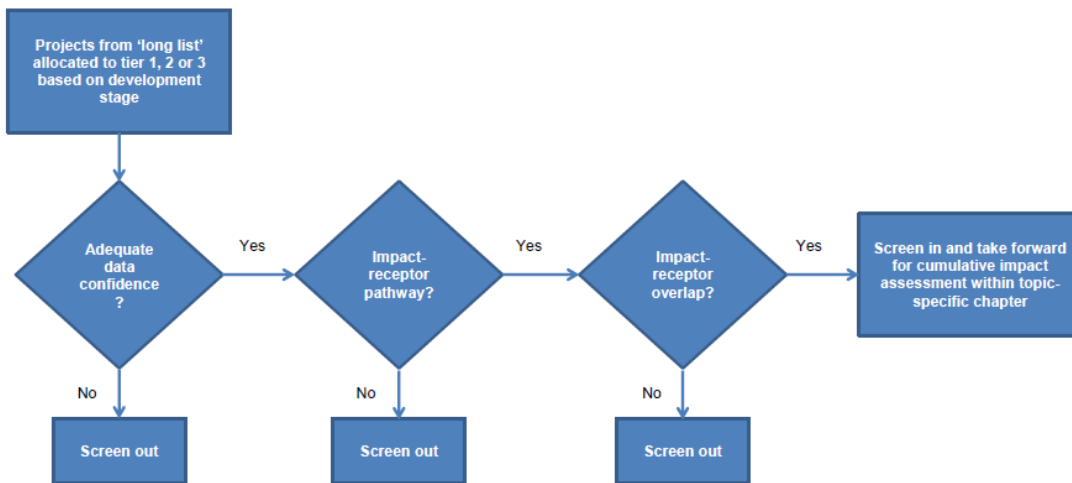 Projects from ‘long list’
allocated to tier 1, 2 or 3
based on development
stage
Adequate
data
confidence
?
Yes
Impact-
receptor
pathway?
Yes
Impact-
receptor
overlap?
Yes
Screen in and take forward
for cumulative impact
assessment within topic-
specific chapter
No
No
No
Screen out
Screen out
Screen out